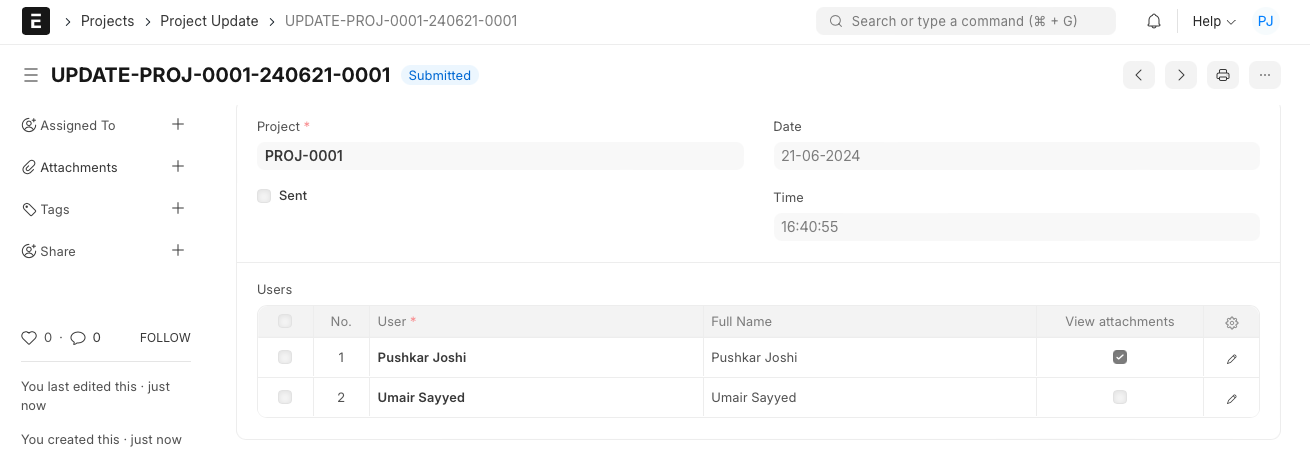 E
Projects
Project Update
UPDATE-PROJ-0001-240621-0001
Search or type a command (⌘ + G)
Help
PJ
UPDATE-PROJ-0001-240621-0001
Submitted
Assigned To
Attachments
Tags
Share
0 · 0
FOLLOW
You last edited this · just
now
You created this · just now
Project *
PROJ-0001
Sent
Date
21-06-2024
Time
16:40:55
Users
No. User * Full Name View attachments
1 Pushkar Joshi Pushkar Joshi
2 Umair Sayyed Umair Sayyed